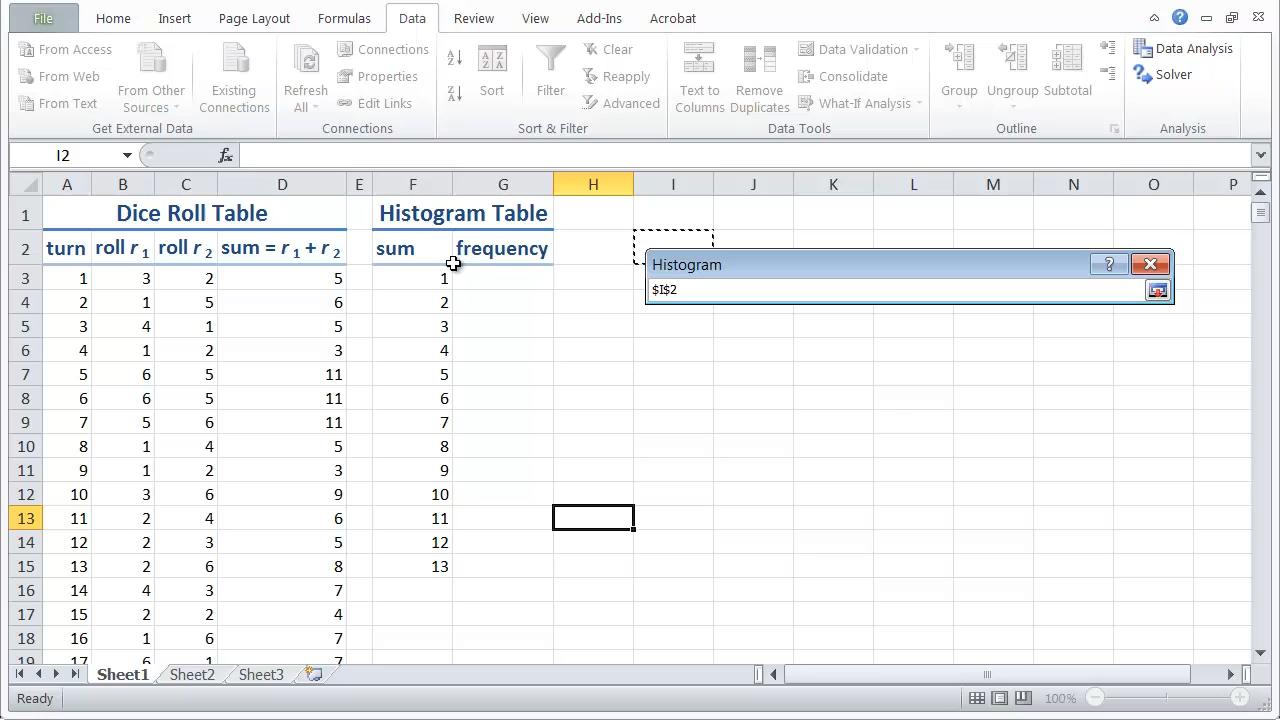 File Home Insert Page Layout Formulas Data Review View Add-Ins Acrobat
From Access
From Web
From Text
From Other Sources
Existing Connections
Get External Data
Refresh All
Connections
Properties
Edit Links
Connections
Sort
Filter
Clear
Reapply
Advanced
Sort & Filter
Text to Columns
Remove Duplicates
Data Validation
Consolidate
What-If Analysis
Data Tools
Group
Ungroup
Subtotal
Outline
Data Analysis
Solver
Analysis
I2 fx
A B C D E F G H I J K L M N O P
1 Dice Roll Table Histogram Table
2 turn roll r 1 roll r 2 sum = r 1 + r 2 sum frequency
Histogram
$I$2
3 1 3 2 5 1
4 2 1 5 6 2
5 3 4 1 5 3
6 4 1 2 3 4
7 5 6 5 11 5
8 6 6 5 11 6
9 7 5 6 11 7
10 8 1 4 5 8
11 9 1 2 3 9
12 10 3 6 9 10
13 11 2 4 6 11
14 12 2 3 5 12
15 13 2 6 8 13
16 14 4 3 7
17 15 2 2 4
18 16 1 6 7
19 17 6 1 7
Sheet1 Sheet2 Sheet3
Ready 100%